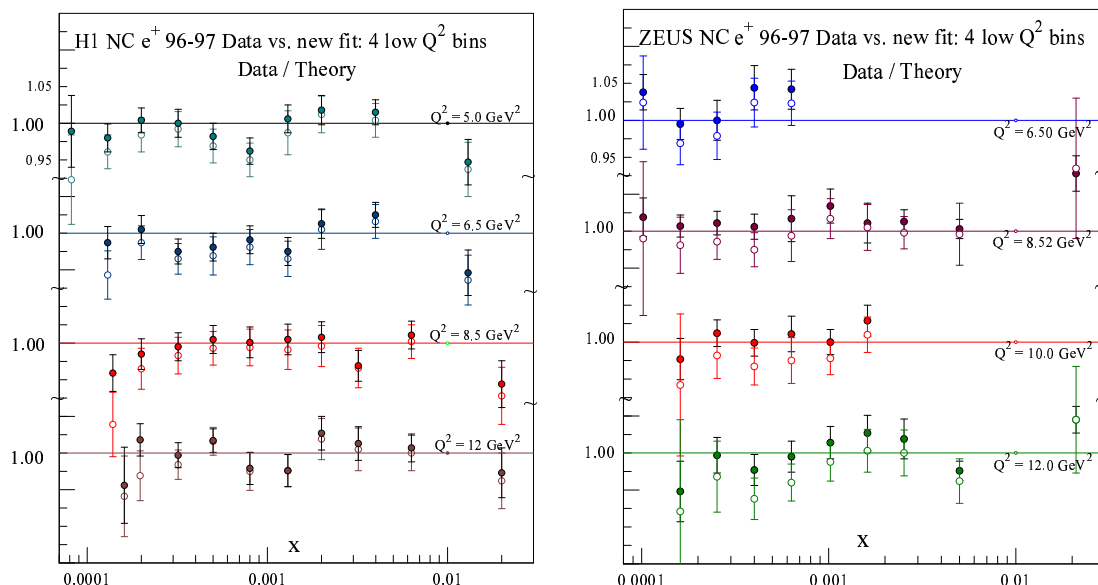 H1 NC e+ 96-97 Data vs. new fit: 4 low Q2 bins
Data / Theory
1.05
1.00
0.95
Q2 = 5.0 GeV2
1.00
Q2 = 6.5 GeV2
1.00
Q2 = 8.5 GeV2
1.00
Q2 = 12 GeV2
x
0.0001
0.001
0.01
ZEUS NC e+ 96-97 Data vs. new fit: 4 low Q2 bins
Data / Theory
1.05
1.00
0.95
Q2 = 6.50 GeV2
1.00
Q2 = 8.52 GeV2
1.00
Q2 = 10.0 GeV2
1.00
Q2 = 12.0 GeV2
x
0.0001
0.001
0.01